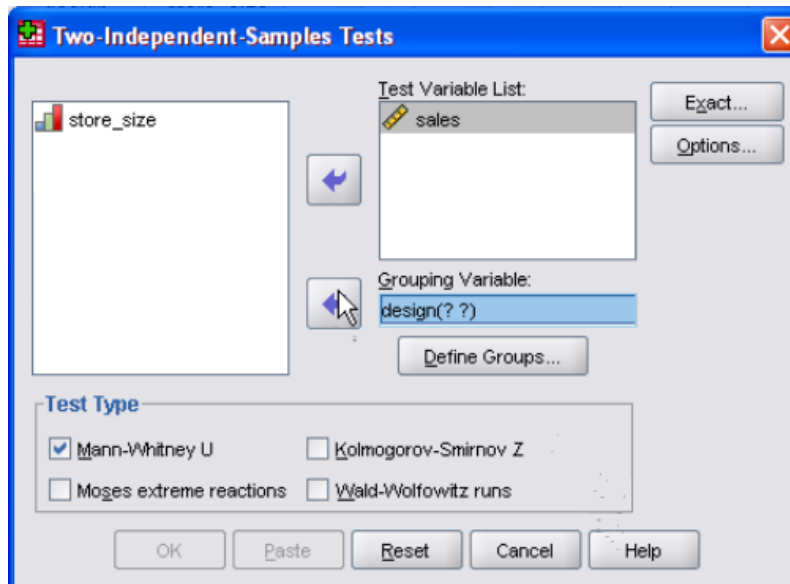 Two-Independent-Samples Tests
Test Variable List:
store_size
sales
Exact...
Options...
Grouping Variable:
design(? ?)
Define Groups...
Test Type
Mann-Whitney U
Kolmogorov-Smirnov Z
Moses extreme reactions
Wald-Wolfowitz runs
OK
Paste
Reset
Cancel
Help